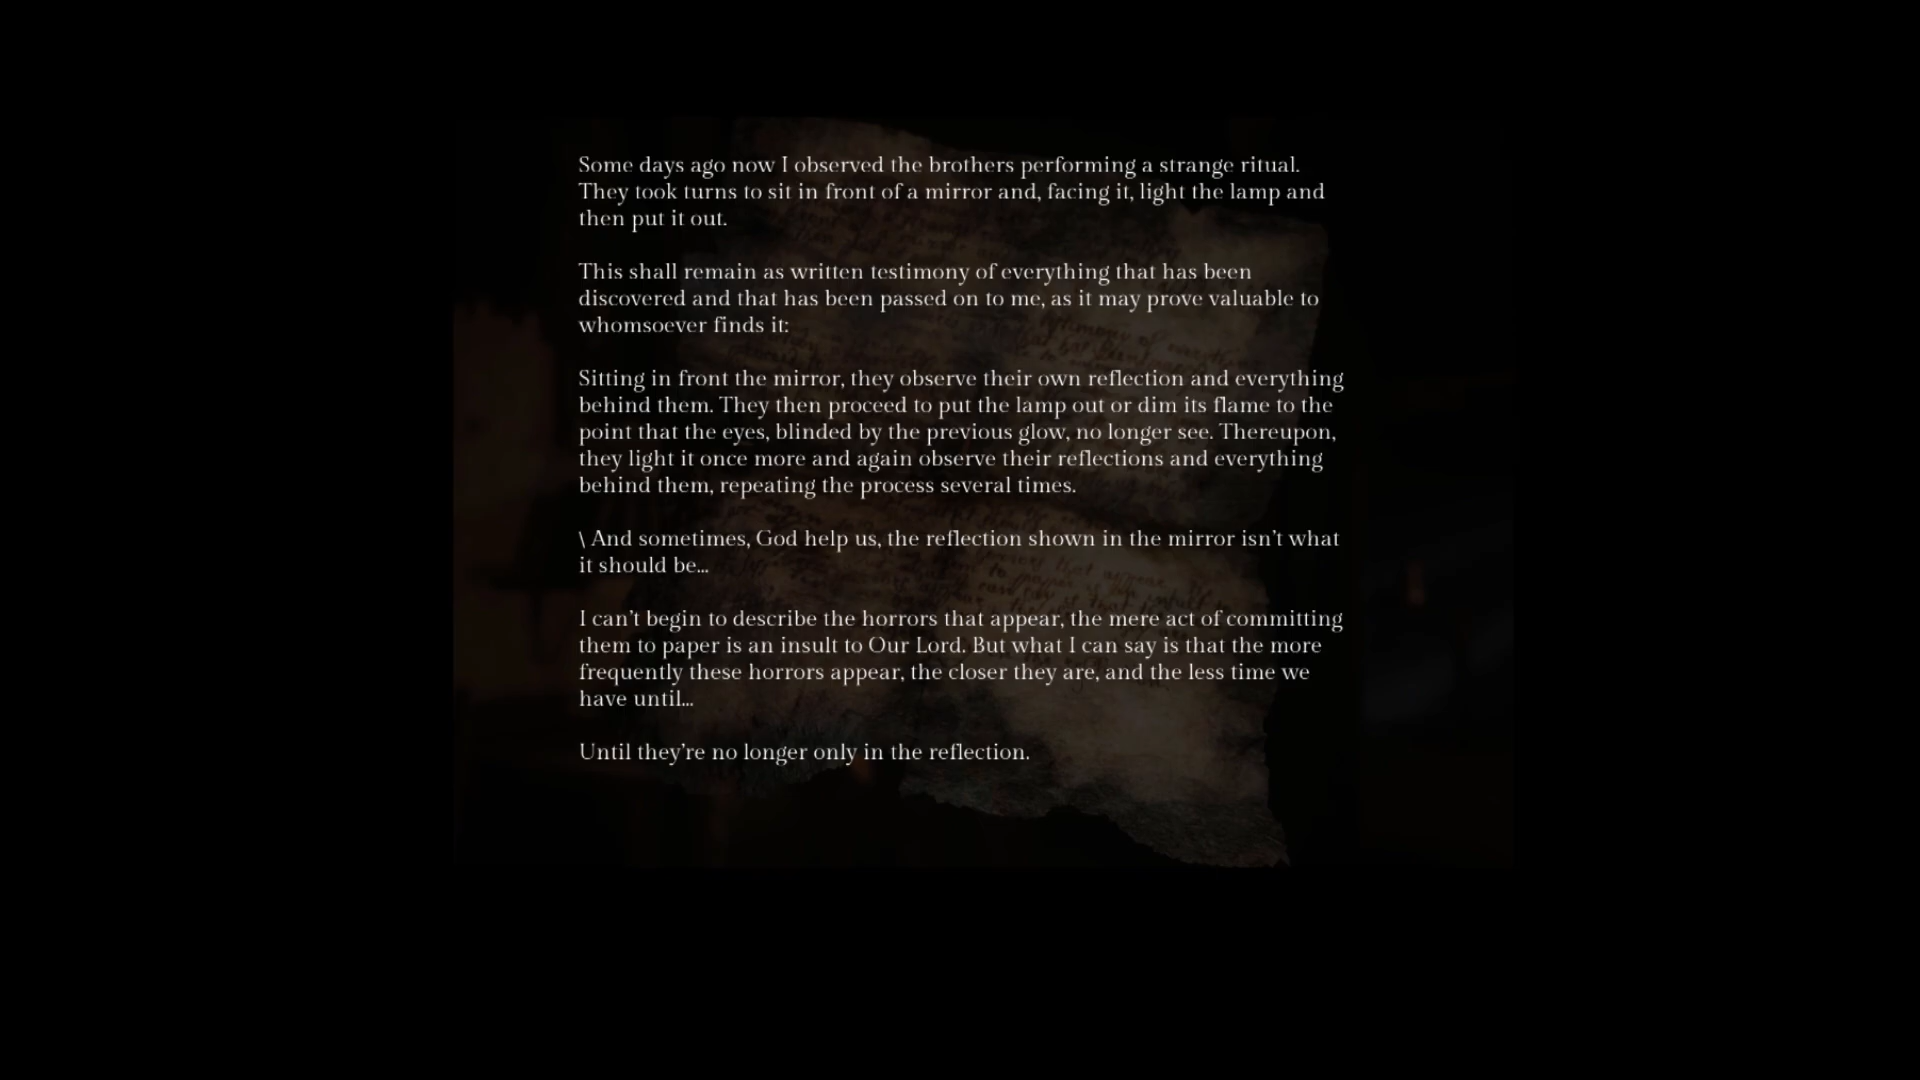 Some days ago now I observed the brothers performing a strange ritual.
They took turns to sit in front of a mirror and, facing it, light the lamp and
then put it out.
This shall remain as written testimony of everything that has been
discovered and that has been passed on to me, as it may prove valuable to
whomsoever finds it:
Sitting in front the mirror, they observe their own reflection and everything
behind them. They then proceed to put the lamp out or dim its flame to the
point that the eyes, blinded by the previous glow, no longer see. Thereupon,
they light it once more and again observe their reflections and everything
behind them, repeating the process several times.
\ And sometimes, God help us, the reflection shown in the mirror isn't what
it should be...
I can't begin to describe the horrors that appear, the mere act of committing
them to paper is an insult to Our Lord. But what I can say is that the more
frequently these horrors appear, the closer they are, and the less time we
have until...
Until they're no longer only in the reflection.